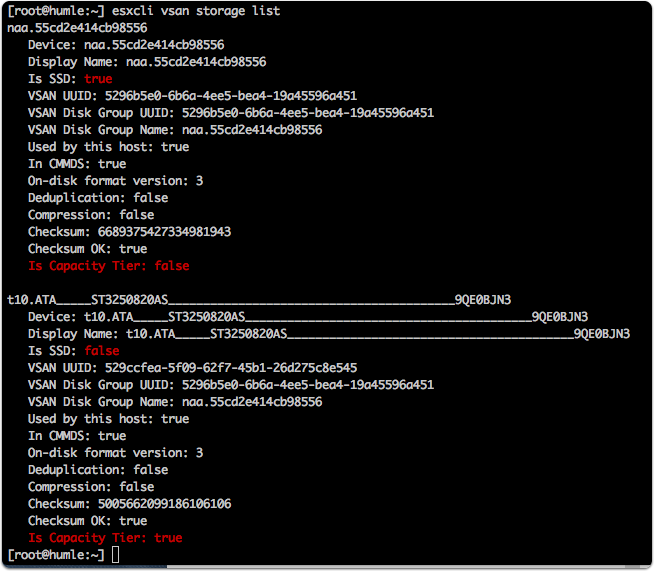 [root@humle:~] esxcli vsan storage list
naa.55cd2e414cb98556
Device: naa.55cd2e414cb98556
Display Name: naa.55cd2e414cb98556
Is SSD: true
VSAN UUID: 5296b5e0-6b6a-4ee5-bea4-19a45596a451
VSAN Disk Group UUID: 5296b5e0-6b6a-4ee5-bea4-19a45596a451
VSAN Disk Group Name: naa.55cd2e414cb98556
Used by this host: true
In CMMDS: true
On-disk format version: 3
Deduplication: false
Compression: false
Checksum: 6689375427334981943
Checksum OK: true
Is Capacity Tier: false
t10.ATA_____ST3250820AS_________________________________________9QE0BJN3
Device: t10.ATA_____ST3250820AS_________________________________________9QE0BJN3
Display Name: t10.ATA_____ST3250820AS_________________________________________9QE0BJN3
Is SSD: false
VSAN UUID: 529ccfea-5f09-62f7-45b1-26d275c8e545
VSAN Disk Group UUID: 5296b5e0-6b6a-4ee5-bea4-19a45596a451
VSAN Disk Group Name: naa.55cd2e414cb98556
Used by this host: true
In CMMDS: true
On-disk format version: 3
Deduplication: false
Compression: false
Checksum: 5005662099186106106
Checksum OK: true
Is Capacity Tier: true
[root@humle:~]